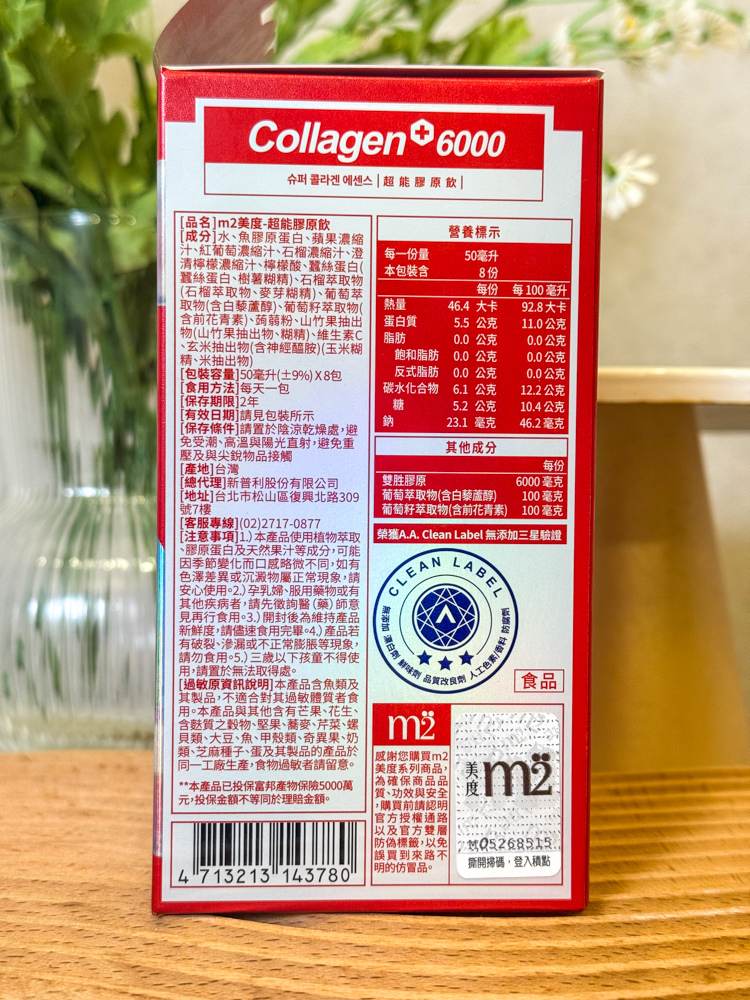 Collagen+6000
슈퍼 콜라겐 에센스 | 超能膠原飲 |
[品名]m2美度-超能膠原飲
[成分]水、魚膠原蛋白、蘋果濃縮
汁、紅葡萄濃縮汁、石榴濃縮汁、澄
清檸檬濃縮汁、檸檬酸、蠶絲蛋白(
蠶絲蛋白、樹薯糊精)、石榴萃取物
(石榴萃取物、麥芽糊精)、葡萄萃
取物(含白藜蘆醇)、葡萄籽萃取物(
含前花青素)、蒟蒻粉、山竹果抽出
物(山竹果抽出物、糊精)、維生素C
、玄米抽出物(含神經醯胺)(玉米糊
精、米抽出物)
[包裝容量]50毫升(±9%)X8包
[食用方法]每天一包
[保存期限]2年
[有效日期]請見包裝所示
[保存條件]請置於陰涼乾燥處,避
免受潮、高溫與陽光直射,避免重
壓及與尖銳物品接觸
[產地]台灣
[總代理]新普利股份有限公司
[地址]台北市松山區復興北路309
號7樓
[客服專線](02)2717-0877
[注意事項]1.)本產品使用植物萃取
、膠原蛋白及天然果汁等成分,可能
因季節變化而口感略微不同,如有
色澤差異或沉澱物屬正常現象,請
安心使用。2.)孕乳婦、服用藥物或有
其他疾病者,請先徵詢醫(藥)師意
見再行食用。3.)開封後為維持產品
新鮮度,請儘速食用完畢。4.)產品若
有破裂、滲漏或不正常膨脹等現象,
請勿食用。5.)三歲以下孩童不得使
用,請置於無法取得處。
[過敏原資訊說明]本產品含魚類及
其製品,不適合對其過敏體質者食
用。本產品與其他含有芒果、花生、
含麩質之穀物、堅果、蕎麥、芹菜、螺
貝類、大豆、魚、甲殼類、奇異果、奶
類、芝麻種子、蛋及其製品的產品於
同一工廠生產,食物過敏者請留意。
**本產品已投保富邦產物保險5000萬
元,投保金額不等同於理賠金額。
4 713213 143780
營養標示
每一份量 50毫升
本包裝含 8份
每份 每100毫升
熱量 46.4 大卡 92.8大卡
蛋白質 5.5 公克 11.0公克
脂肪 0.0 公克 0.0公克
飽和脂肪 0.0 公克 0.0公克
反式脂肪 0.0 公克 0.0公克
碳水化合物 6.1 公克 12.2公克
糖 5.2 公克 10.4公克
鈉 23.1 毫克 46.2毫克
其他成分
每份
雙胜膠原 6000 毫克
葡萄萃取物(含白藜蘆醇) 100 毫克
葡萄籽萃取物(含前花青素) 100 毫克
榮獲A.A. Clean Label 無添加三星驗證
CLEAN LABEL
無添加 漂白劑 鮮味劑 品質改良劑 人工色素/香料 防腐劑
食品
m2
感謝您購買m2
美度系列商品,
為確保商品品
質、功效與安全
,購買前請認明
官方授權通路
以及官方雙層
防偽標籤,以免
誤買到來路不
明的仿冒品。
美度 m2
M05268515
撕開掃碼,登入積點